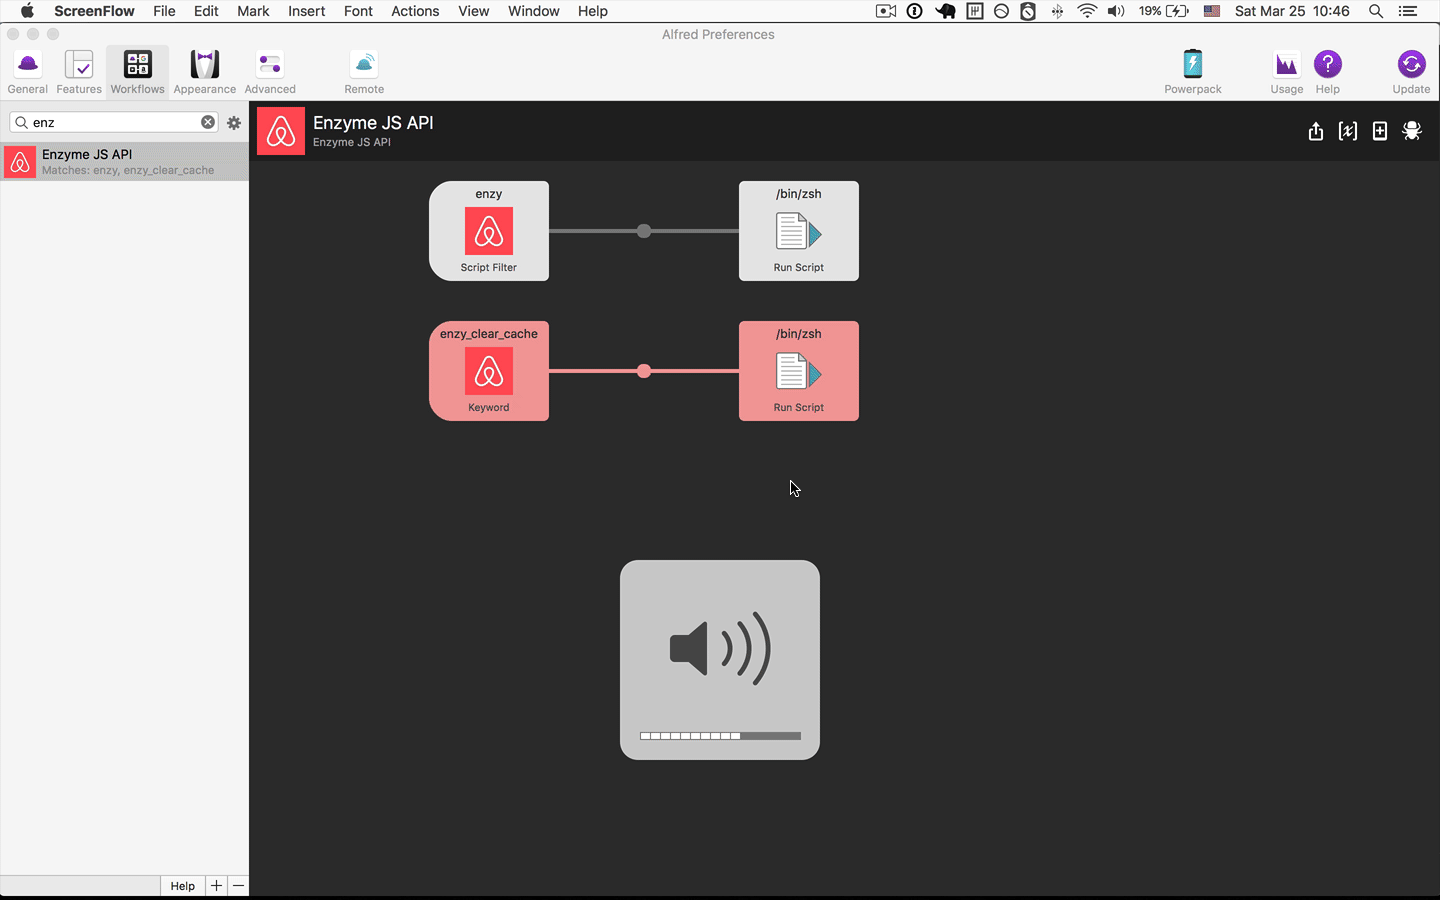 ScreenFlow File Edit Mark Insert Font Actions View Window Help 19% Sat Mar 25 10:46
Alfred Preferences
General Features Workflows Appearance Advanced Remote Powerpack Usage Help Update
enz
Enzyme JS API
Enzyme JS API
Enzyme JS API
Matches: enzy, enzy_clear_cache
enzy
Script Filter
/bin/zsh
Run Script
enzy_clear_cache
Keyword
/bin/zsh
Run Script
Help